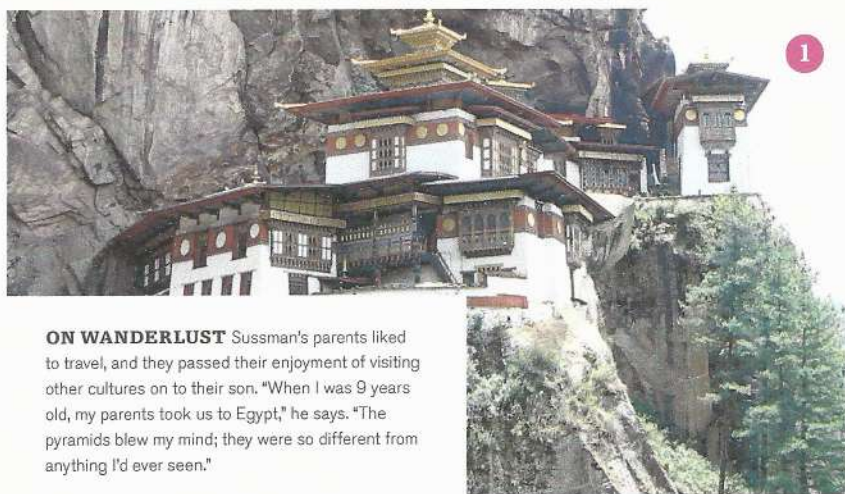 1
ON WANDERLUST Sussman's parents liked
to travel, and they passed their enjoyment of visiting
other cultures on to their son. "When I was 9 years
old, my parents took us to Egypt," he says. "The
pyramids blew my mind; they were so different from
anything I'd ever seen."